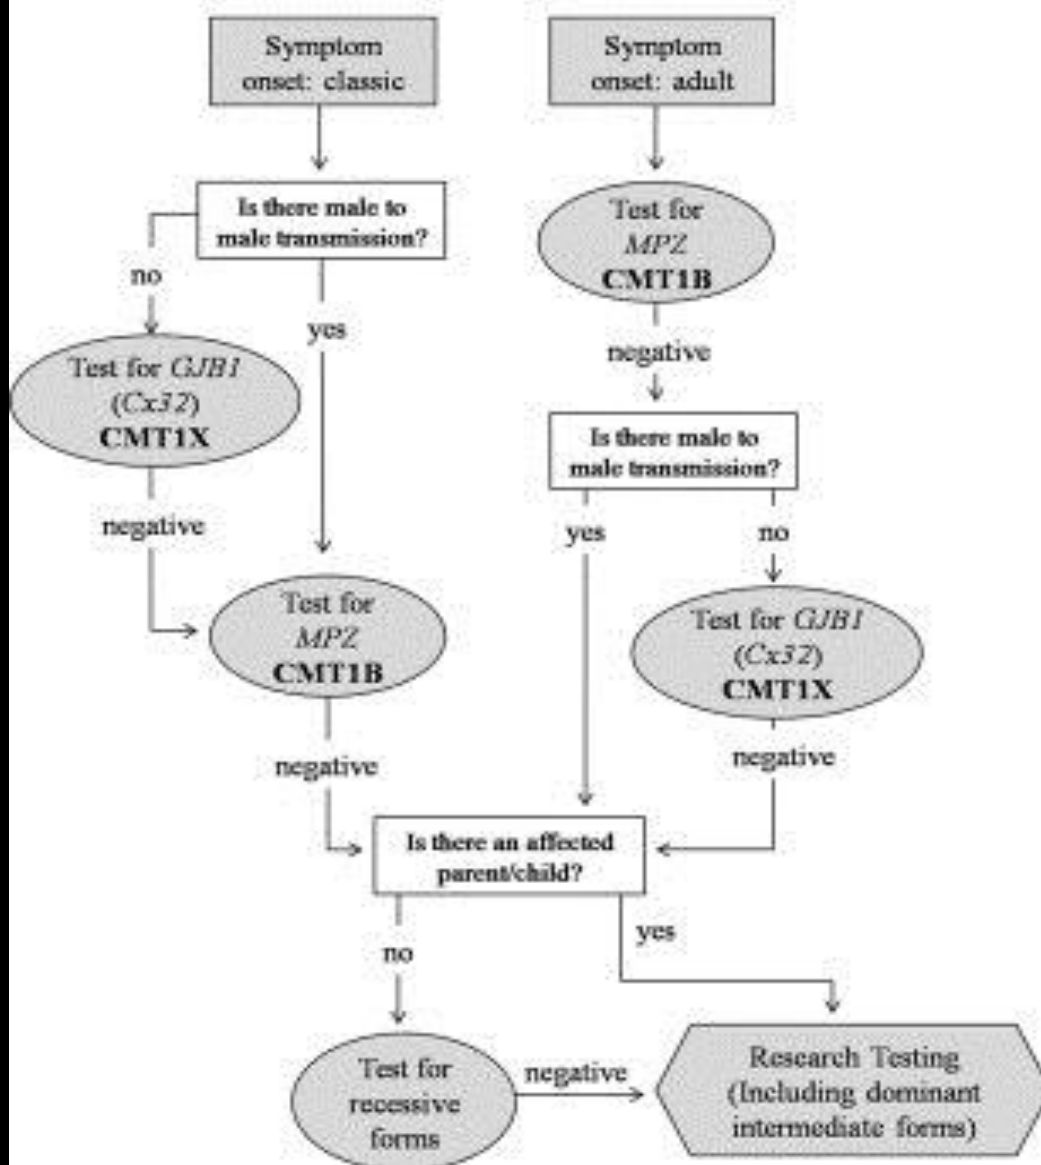 Symptom
onset: classic
Symptom
onset: adult
Is there male to
male transmission?
Test for
MPZ
CMT1B
no
yes
negative
Test for GJB1
(Cx32)
CMT1X
Is there male to
male transmission?
negative
yes
no
Test for
MPZ
CMT1B
Test for GJB1
(Cx32)
CMT1X
negative
negative
Is there an affected
parent/child?
no
yes
Test for
recessive
forms
negative
Research Testing
(Including dominant
intermediate forms)